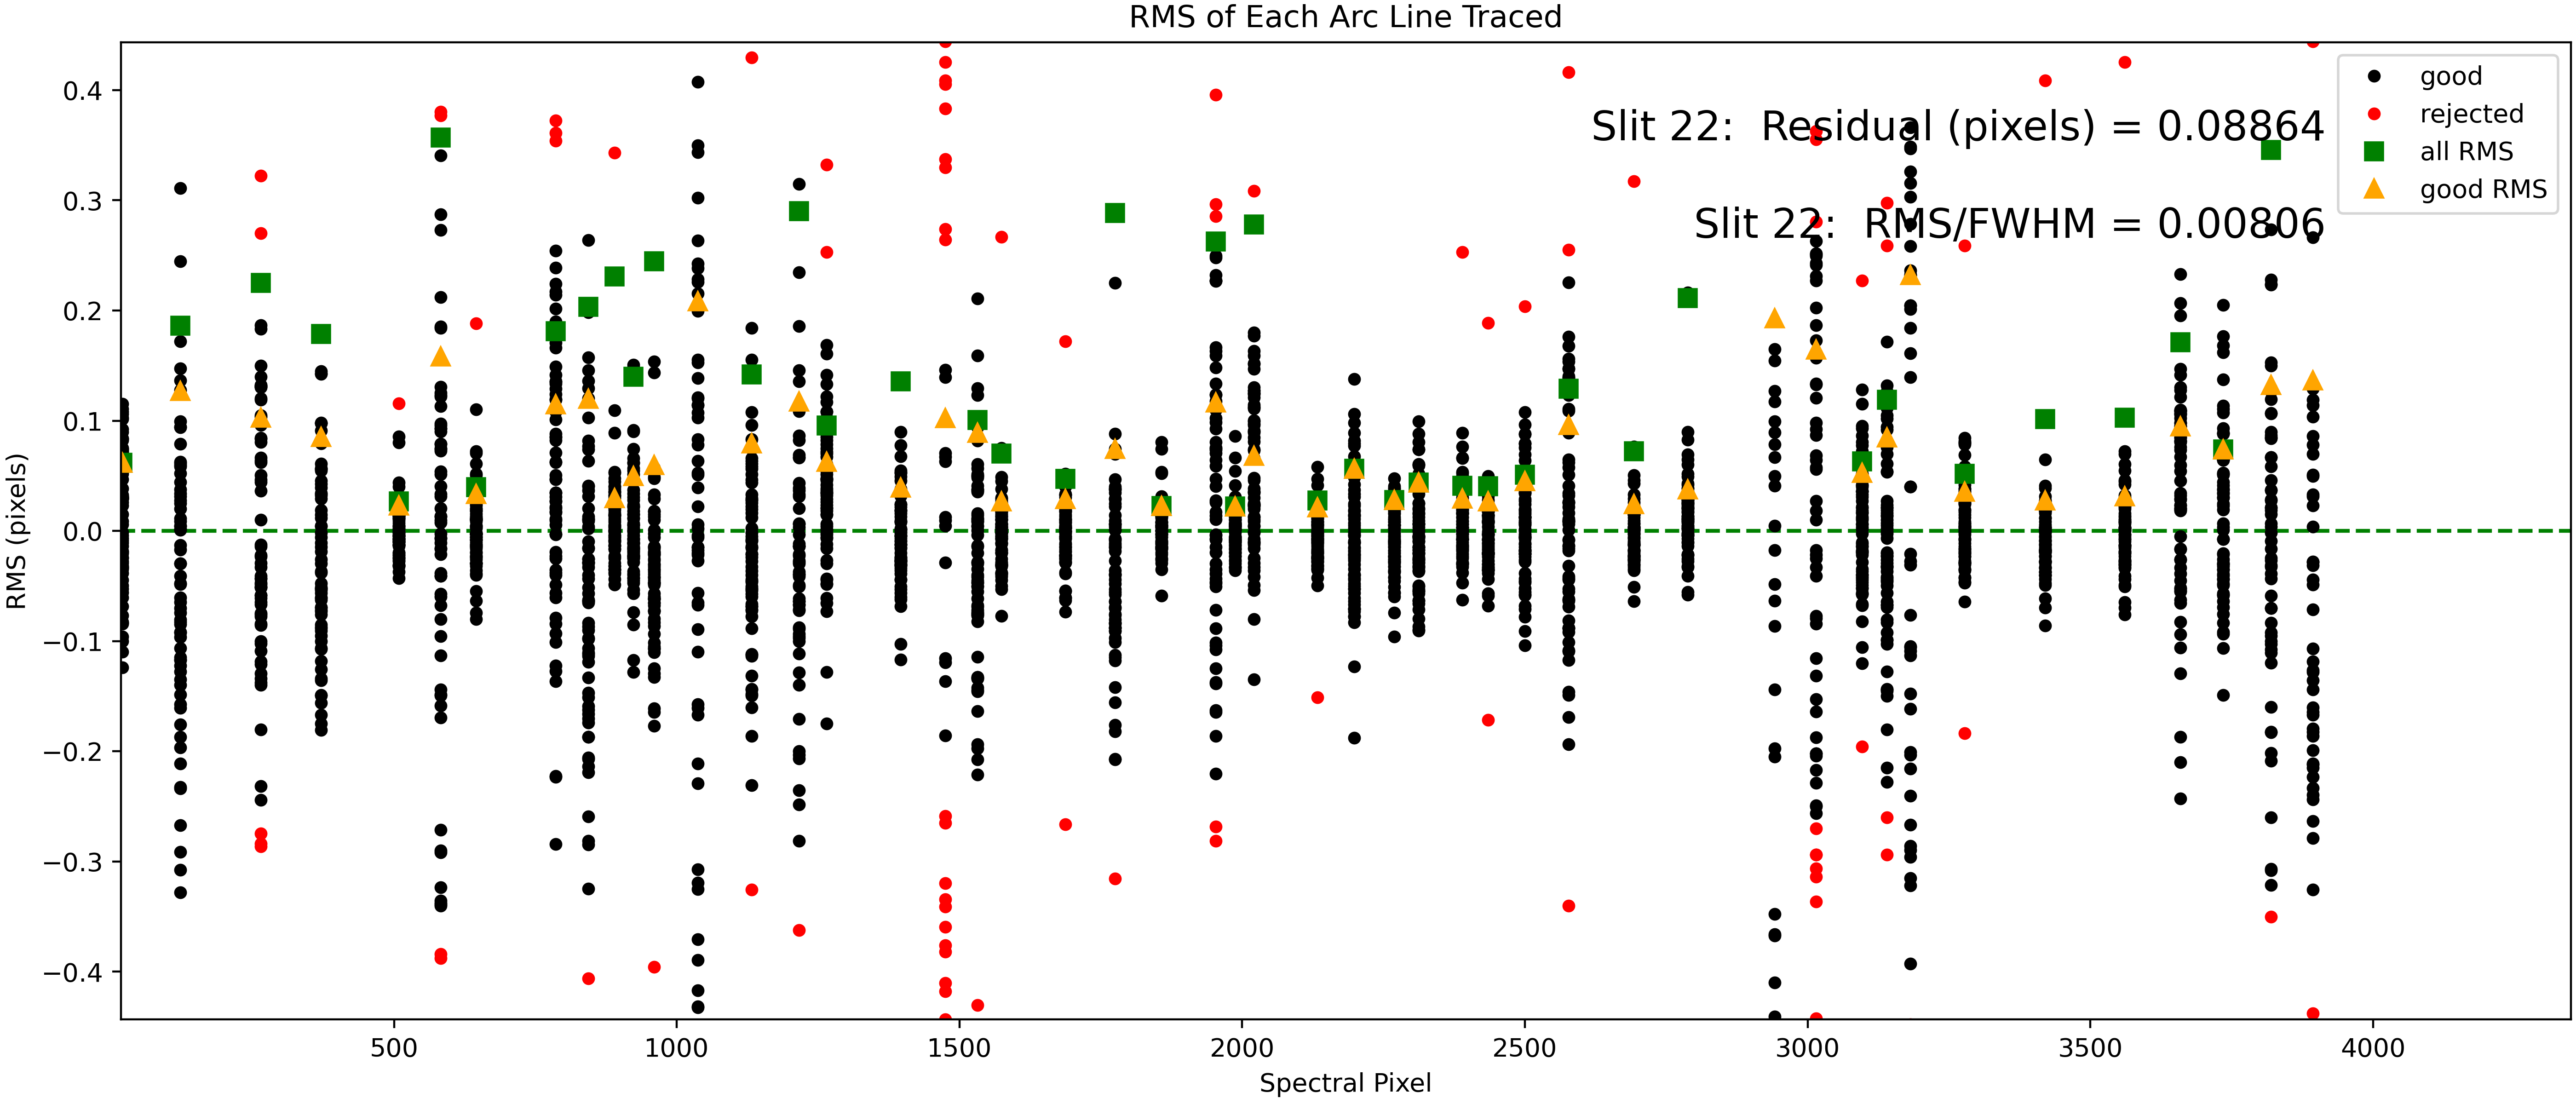 RMS of Each Arc Line Traced
Slit 22:  Residual (pixels) = 0.08864
Slit 22:  RMS/FWHM = 0.00806
good
rejected
all RMS
good RMS
RMS (pixels)
0.4
0.3
0.2
0.1
0.0
−0.1
−0.2
−0.3
−0.4
500 1000 1500 2000 2500 3000 3500 4000
Spectral Pixel